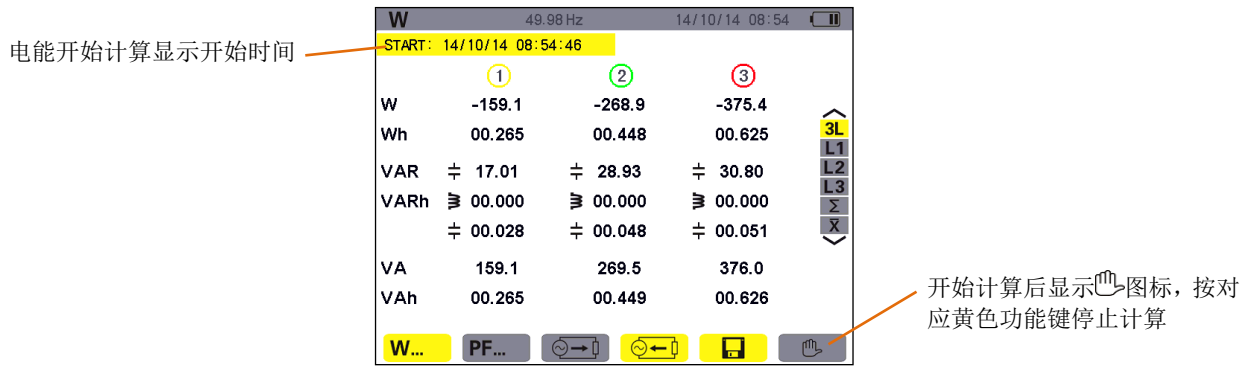 W 49.98 Hz 14/10/14 08:54
电能开始计算显示开始时间
START: 14/10/14 08:54:46
1 2 3
W -159.1 -268.9 -375.4
Wh 00.265 00.448 00.625
VAR 17.01 28.93 30.80
VARh 00.000 00.000 00.000
00.028 00.048 00.051
VA 159.1 269.5 376.0
VAh 00.265 00.449 00.626
3L
L1
L2
L3
Σ
x̄
开始计算后显示图标，按对
应黄色功能键停止计算
W... PF...